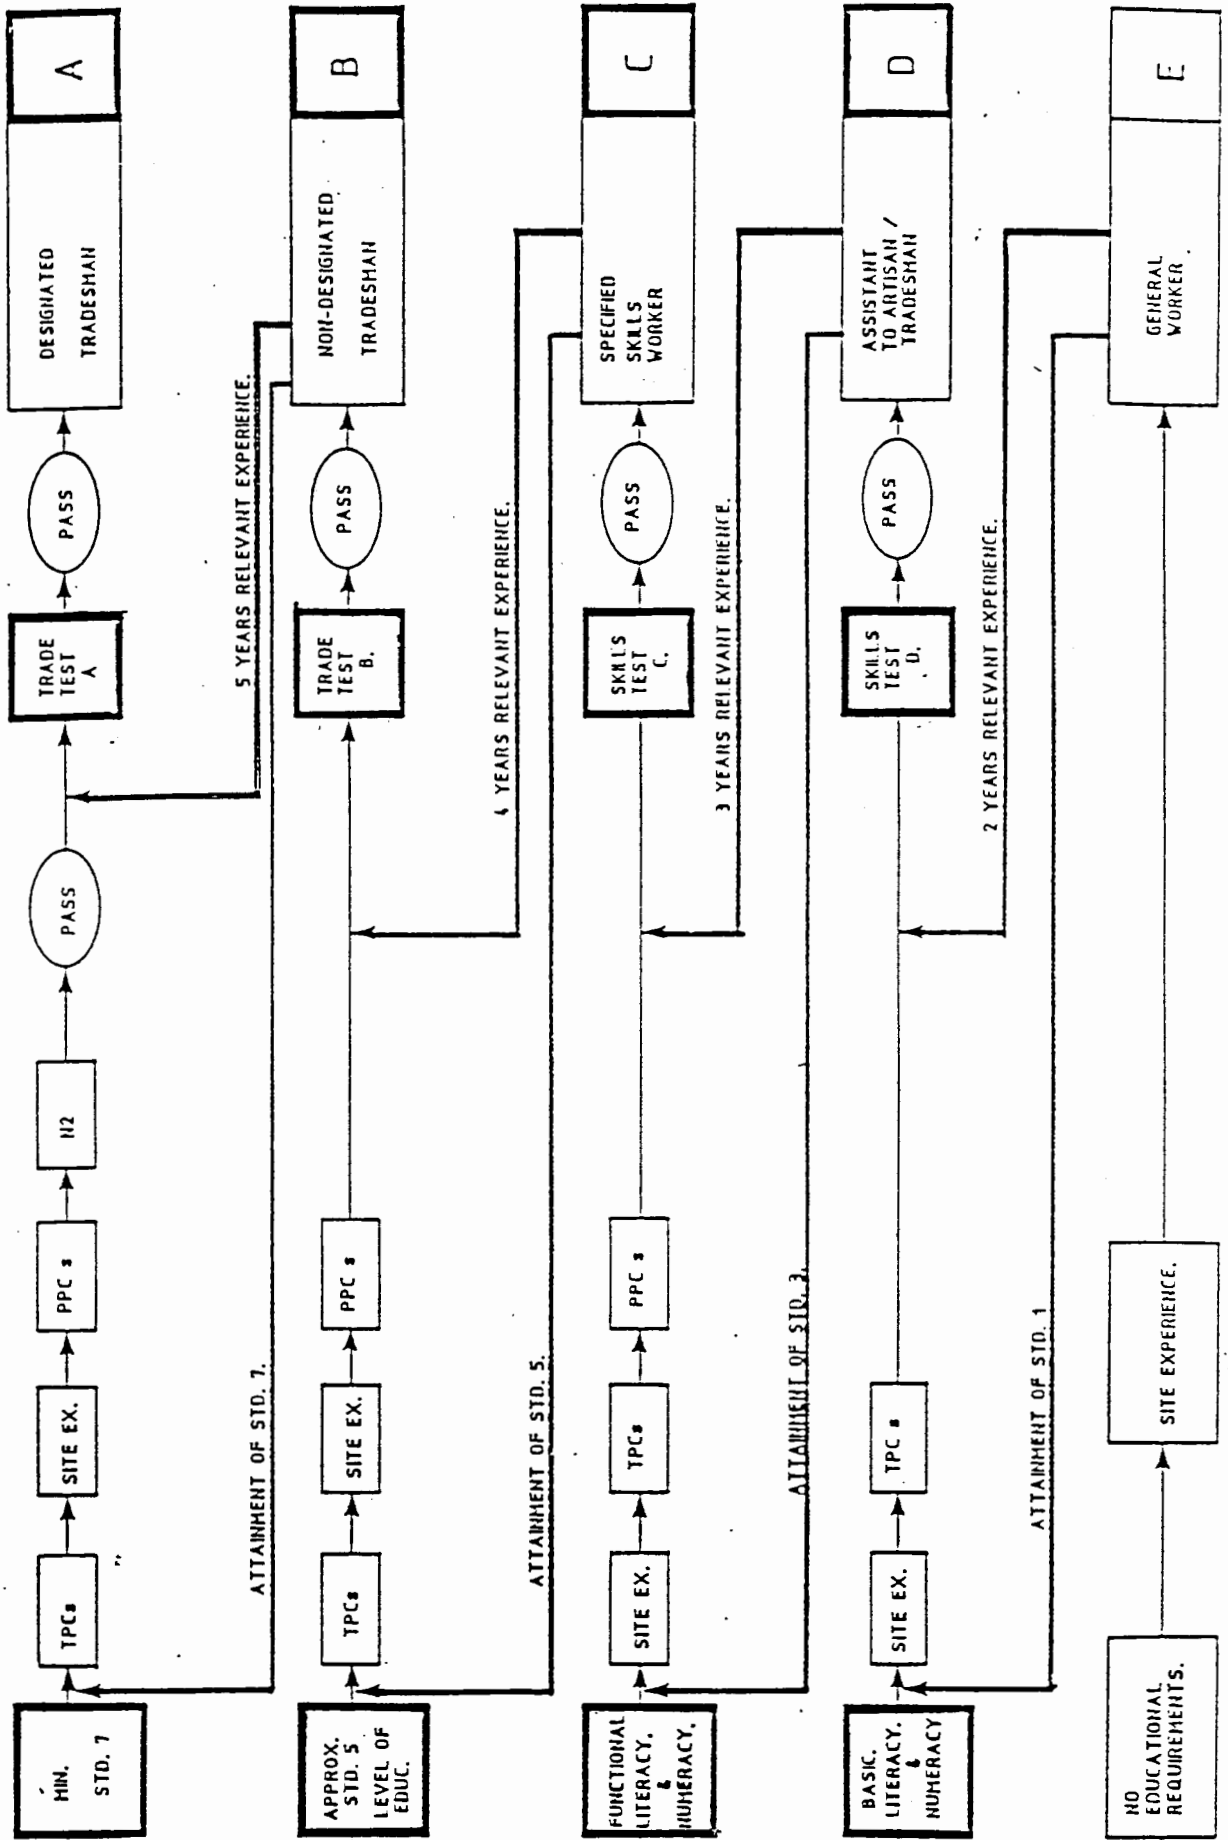 MIN.
STD. 7
TPCs
SITE EX.
PPC s
N2
PASS
TRADE
TEST
A
PASS
DESIGNATED
TRADESMAN
A
ATTAINMENT OF STD. 7.
5 YEARS RELEVANT EXPERIENCE.
APPROX.
STD. 5
LEVEL OF
EDUC.
TPCs
SITE EX.
PPC s
TRADE
TEST
B.
PASS
NON-DESIGNATED
TRADESMAN
B
ATTAINMENT OF STD. 5.
4 YEARS RELEVANT EXPERIENCE.
FUNCTIONAL
LITERACY.
&
NUMERACY.
SITE EX.
TPCs
PPC s
SKILLS
TEST
C.
PASS
SPECIFIED
SKILLS
WORKER
C
ATTAINMENT OF STD. 3.
3 YEARS RELEVANT EXPERIENCE.
BASIC.
LITERACY.
&
NUMERACY
SITE EX.
TPC s
SKILLS
TEST
D.
PASS
ASSISTANT
TO ARTISAN /
TRADESMAN
D
ATTAINMENT OF STD. 1
2 YEARS RELEVANT EXPERIENCE.
NO
EDUCATIONAL
REQUIREMENTS.
SITE EXPERIENCE.
GENERAL
WORKER
E